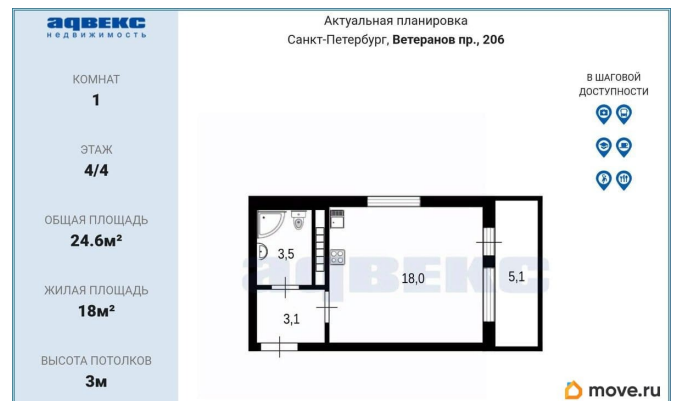 адвекс
недвижимость
КОМНАТ
1
ЭТАЖ
4/4
ОБЩАЯ ПЛОЩАДЬ
24.6м²
ЖИЛАЯ ПЛОЩАДЬ
18м²
ВЫСОТА ПОТОЛКОВ
3м
Актуальная планировка
Санкт-Петербург, Ветеранов пр., 206
В ШАГОВОЙ
ДОСТУПНОСТИ
3,5
18,0
5,1
3,1
адвекс
move.ru